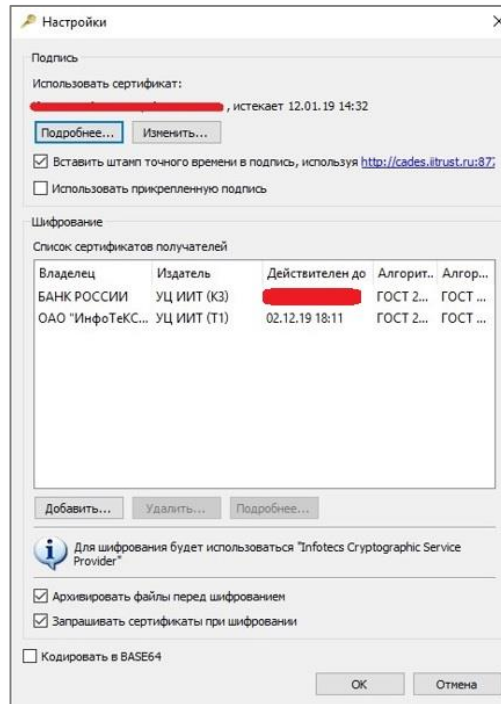 Настройки
Подпись
Использовать сертификат:
, истекает 12.01.19 14:32
Подробнее... Изменить...
Вставить штамп точного времени в подпись, используя http://cades.iitrust.ru:877
Использовать прикрепленную подпись
Шифрование
Список сертификатов получателей
Владелец Издатель Действителен до Алгорит.. Алгор...
БАНК РОССИИ УЦ ИИТ (К3) ГОСТ 2... ГОСТ ...
ОАО "ИнфоТеКС... УЦ ИИТ (Т1) 02.12.19 18:11 ГОСТ 2... ГОСТ ...
Добавить... Удалить... Подробнее...
Для шифрования будет использоваться "Infotecs Cryptographic Service
Provider"
Архивировать файлы перед шифрованием
Запрашивать сертификаты при шифровании
Кодировать в BASE64
OK Отмена